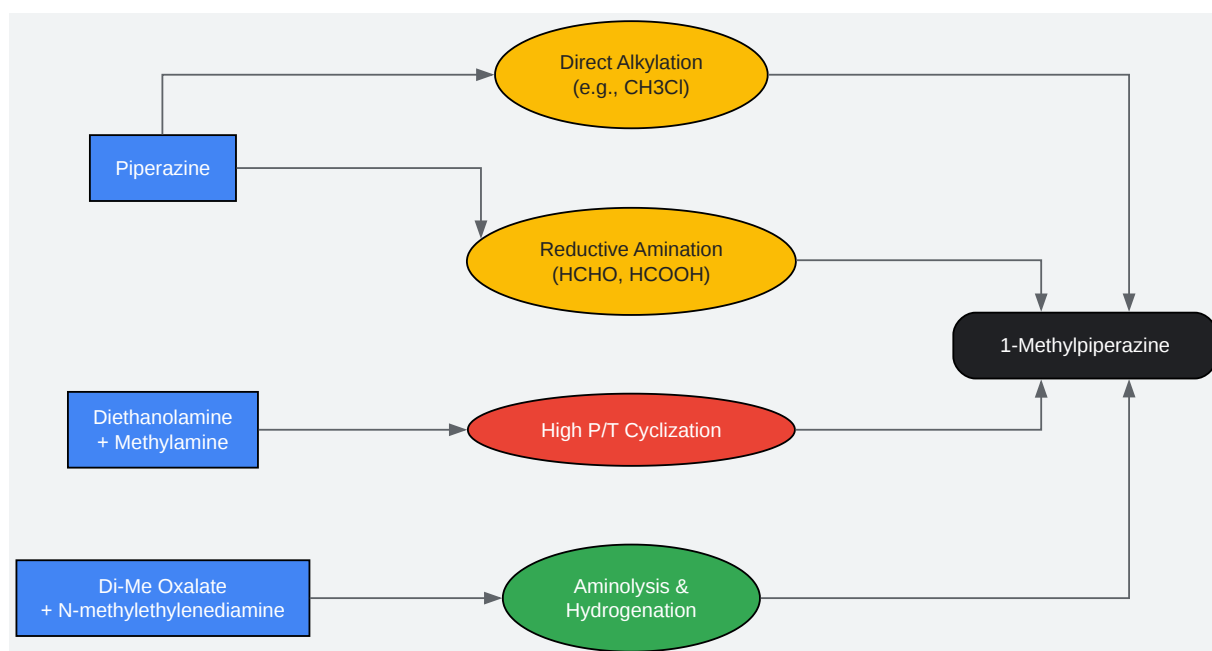 Direct Alkylation
(e.g., CH3Cl)
Piperazine
Reductive Amination
(HCHO, HCOOH)
1-Methylpiperazine
Diethanolamine
+ Methylamine
High P/T Cyclization
Di-Me Oxalate
+ N-methylethylenediamine
Aminolysis &
Hydrogenation